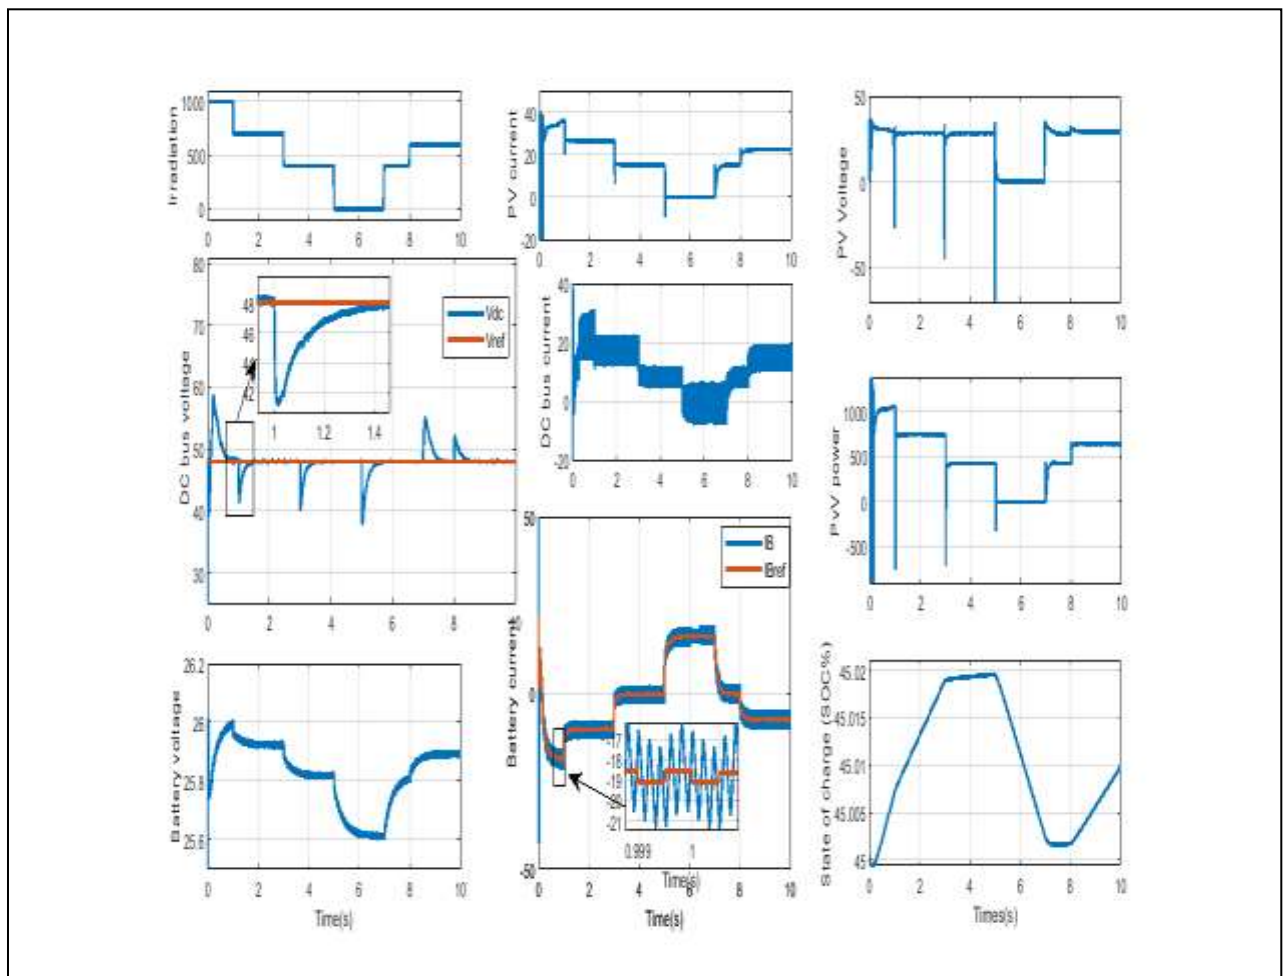 Irradiation
1000
500
0
0 2 4 6 8 10
PV current
40
20
0
-20
0 2 4 6 8 10
PV Voltage
50
0
-50
0 2 4 6 8 10
DC bus voltage
80
70
60
50
40
30
0 2 4 6 8
Vdc
Vref
48
46
44
42
1 1.2 1.4
DC bus current
40
20
0
-20
0 2 4 6 8 10
PvV power
1000
500
0
-500
0 2 4 6 8 10
Battery voltage
26.2
26
25.8
25.6
0 2 4 6 8 10
Time(s)
Battery current
50
0
-50
IB
IBref
-17
-18
-19
-20
-21
0.999 1
Time(s)
0 2 4 6 8 10
Time(s)
State of charge (SOC%)
45.02
45.015
45.01
45.005
45
0 2 4 6 8 10
Times(s)